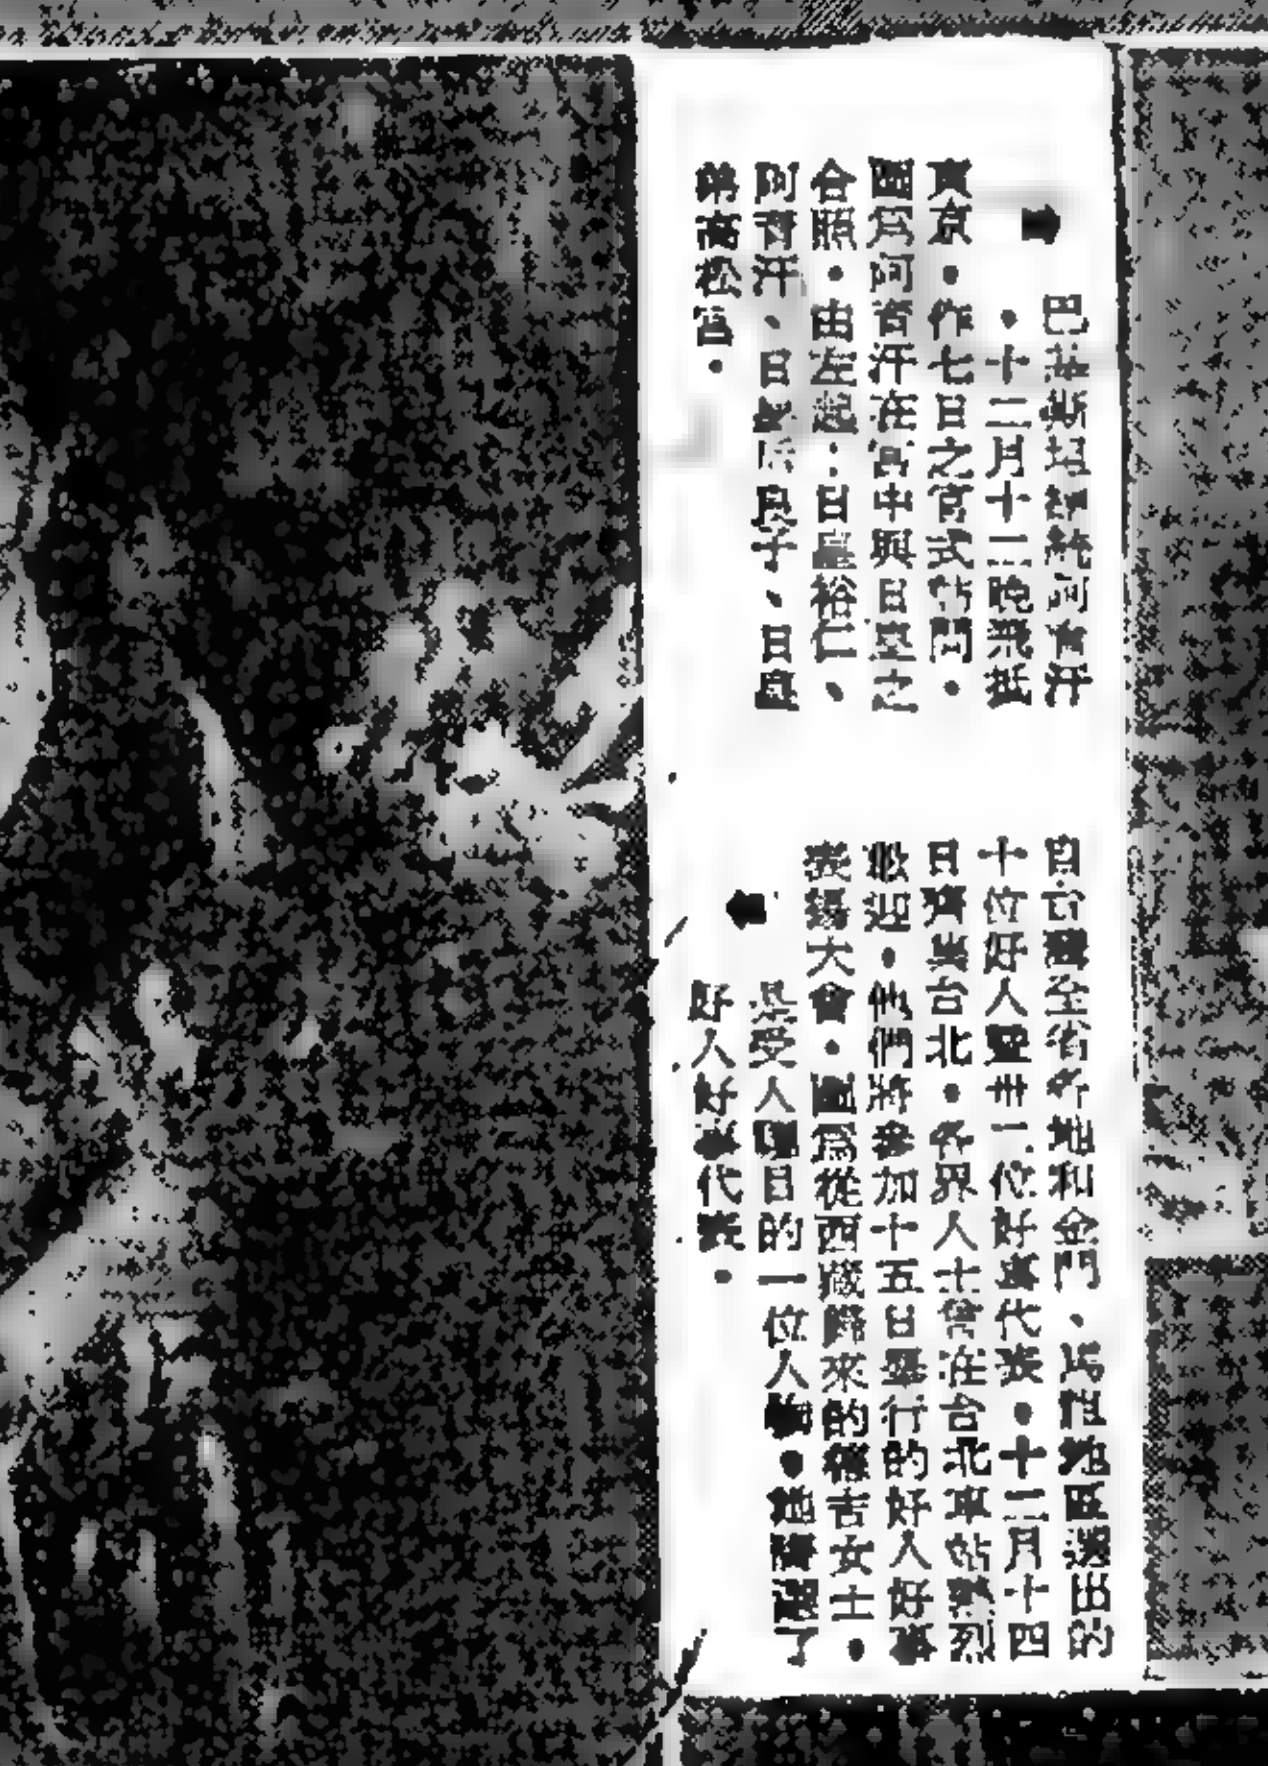 巴基斯坦總統阿育汗
・十二月十二晚飛抵
東京・作七日之官式訪問・
圖爲阿育汗在宮中與日皇之
合照・由左起：日皇裕仁、
阿育汗、日皇后良子、日皇
弟高松宮・
自台灣全省各地和金門、馬祖地區選出的
十位好人暨卅一位好事代表・十二月十四
日齊集台北・各界人士曾在台北車站熱烈
歡迎・他們將參加十五日舉行的好人好事
表揚大會・圖爲從西藏歸來的 吉女士・
是受人矚目的一位人 ・她 了
好人好事代表・